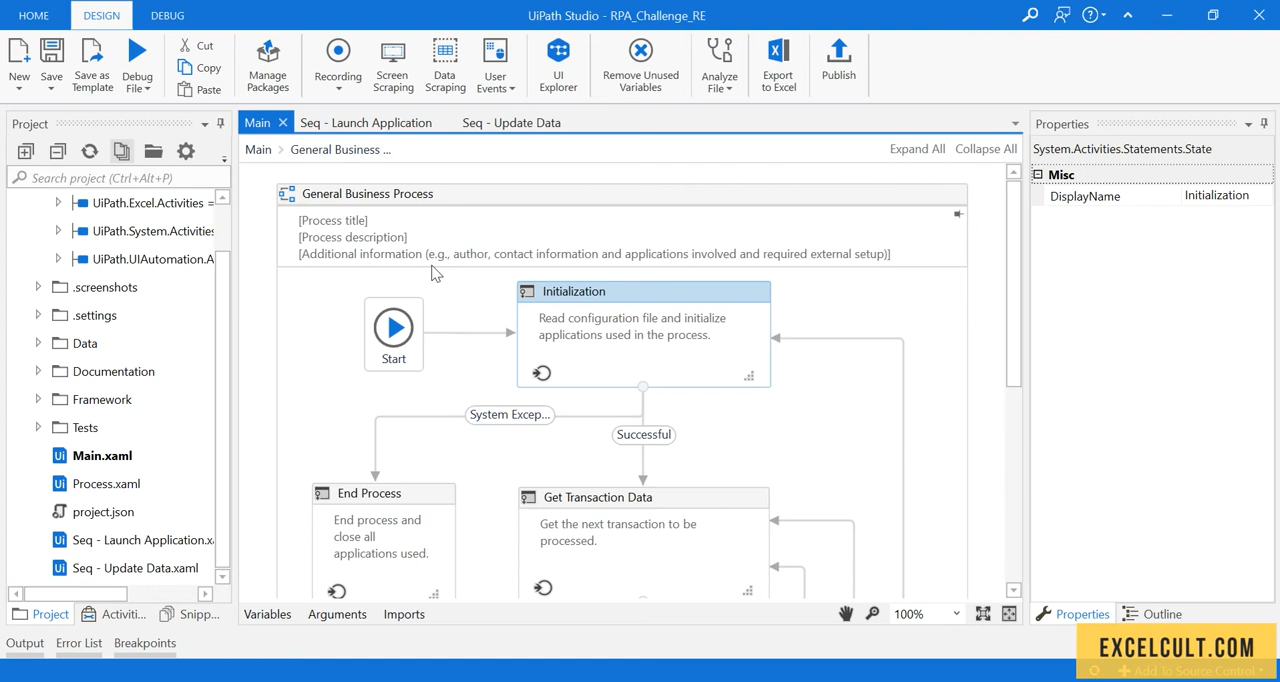 HOME
DESIGN
DEBUG
UiPath Studio - RPA_Challenge_RE
New
Save
Save as Template
Debug File
Cut
Copy
Paste
Manage Packages
Recording
Screen Scraping
Data Scraping
User Events
UI Explorer
Remove Unused Variables
Analyze File
Export to Excel
Publish
Project
Search project (Ctrl+Alt+P)
UiPath.Excel.Activities =
UiPath.System.Activities
UiPath.UIAutomation.A
.screenshots
.settings
Data
Documentation
Framework
Tests
Main.xaml
Process.xaml
project.json
Seq - Launch Application.xa
Seq - Update Data.xaml
Project
Activiti...
Snipp...
Output
Error List
Breakpoints
Main
Seq - Launch Application
Seq - Update Data
Main > General Business ...
Expand All
Collapse All
General Business Process
[Process title]
[Process description]
[Additional information (e.g., author, contact information and applications involved and required external setup)]
Start
Initialization
Read configuration file and initialize
applications used in the process.
System Excep...
Successful
End Process
End process and
close all
applications used.
Get Transaction Data
Get the next transaction to be
processed.
Variables
Arguments
Imports
100%
Properties
System.Activities.Statements.State
Misc
DisplayName
Initialization
Properties
Outline
EXCELCULT.COM
Add To Source Control